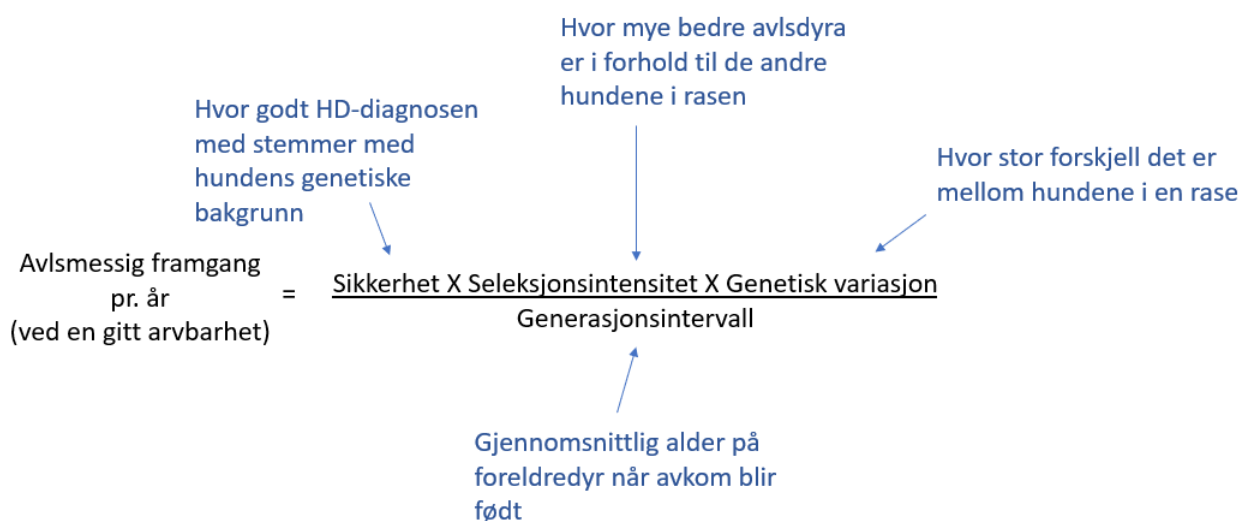 Hvor mye bedre avlsdyra
er i forhold til de andre
hundene i rasen
Hvor godt HD-diagnosen
med stemmer med
hundens genetiske
bakgrunn
Hvor stor forskjell det er
mellom hundene i en rase
Avlsmessig framgang
pr. år
(ved en gitt arvbarhet)
=
Sikkerhet X Seleksjonsintensitet X Genetisk variasjon
Generasjonsintervall
Gjennomsnittlig alder på
foreldredyr når avkom blir
født